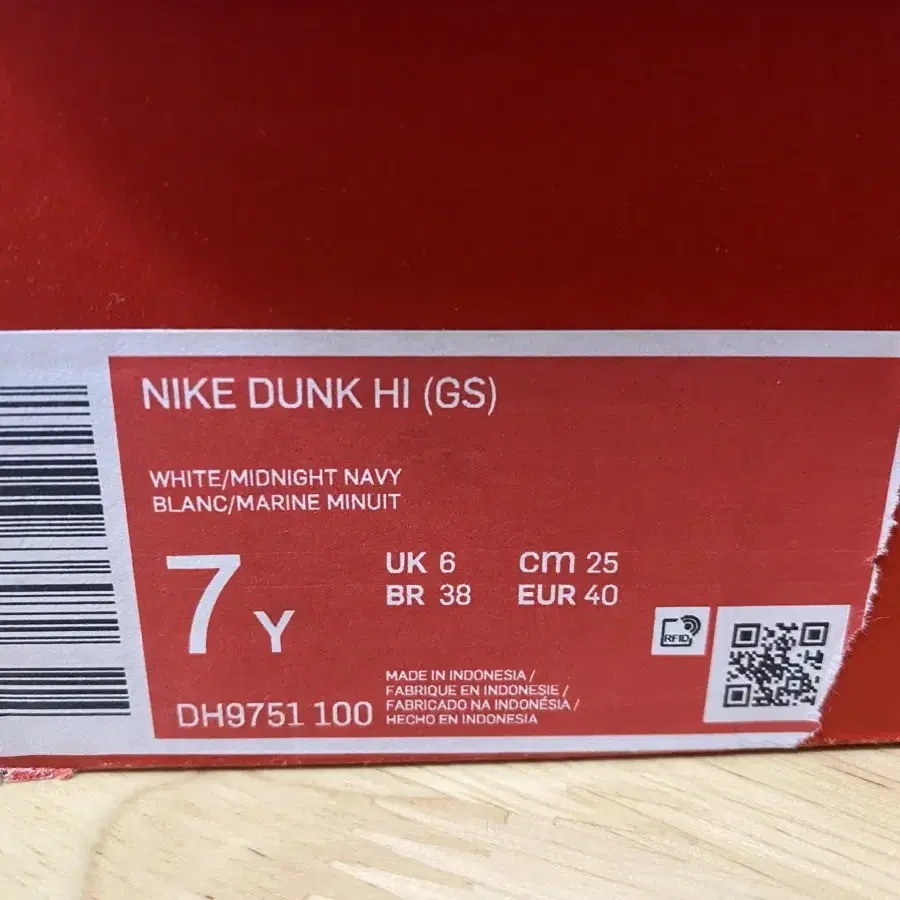 NIKE DUNK HI (GS)
WHITE/MIDNIGHT NAVY
BLANC/MARINE MINUIT
7 Y
UK 6 cm 25
BR 38 EUR 40
RFID
MADE IN INDONESIA /
FABRIQUE EN INDONESIE /
FABRICADO NA INDONÉSIA /
HECHO EN INDONESIA
DH9751 100